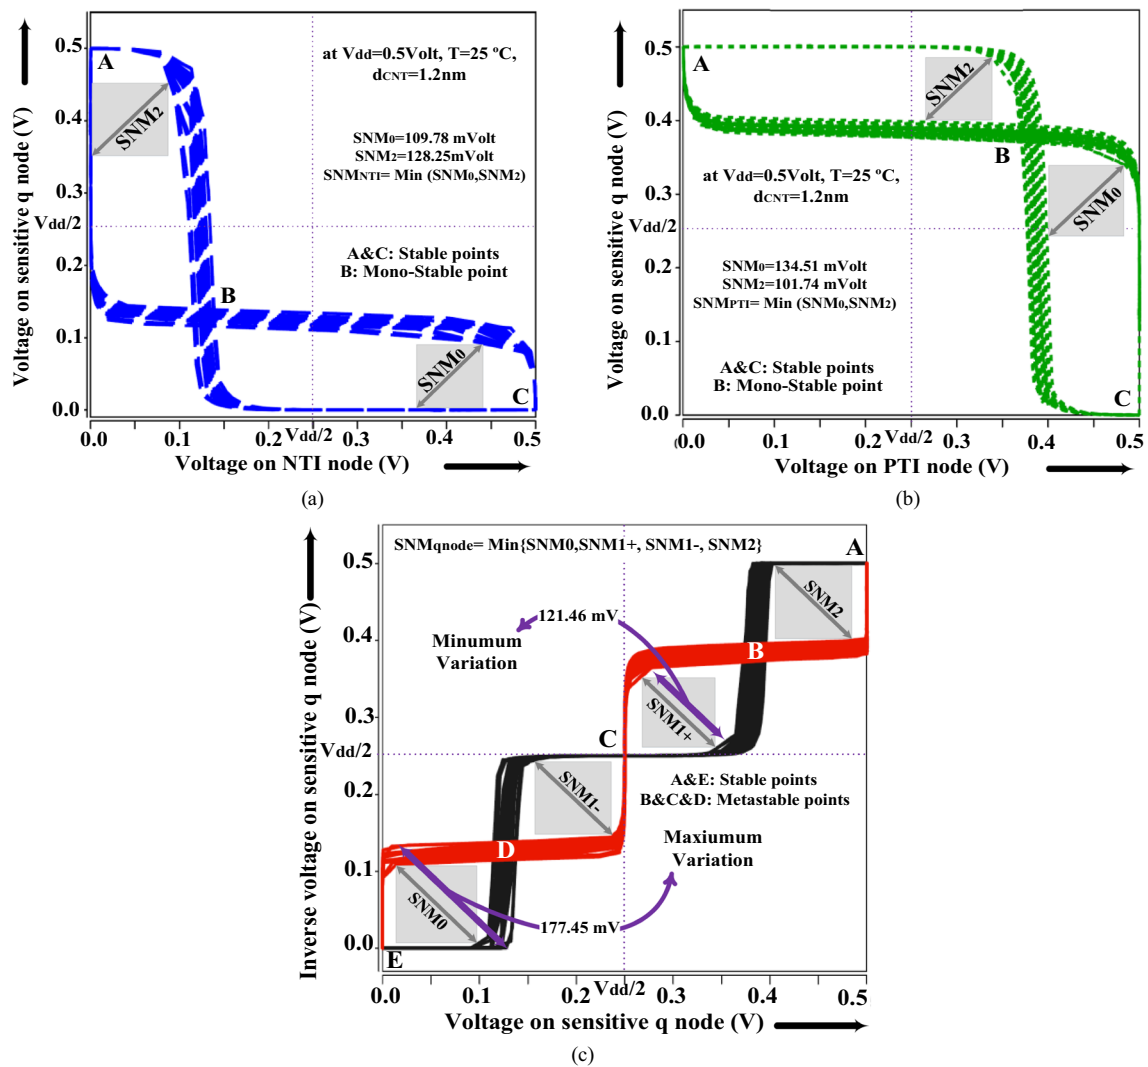 Voltage on sensitive q node (V)
0.5
0.4
0.3
Vdd/2
0.2
0.1
0.0
A
SNM2
at Vdd=0.5Volt, T=25 ºC,
dCNT=1.2nm
SNM0=109.78 mVolt
SNM2=128.25mVolt
SNMNTI= Min (SNM0,SNM2)
A&C: Stable points
B: Mono-Stable point
B
SNM0
C
0.0 0.1 0.2 Vdd/2 0.4 0.5
Voltage on NTI node (V)
(a)
Voltage on sensitive q node (V)
0.5
0.4
0.3
Vdd/2
0.2
0.1
0.0
A
SNM2
B
at Vdd=0.5Volt, T=25 ºC,
dCNT=1.2nm
SNM0
SNM0=134.51 mVolt
SNM2=101.74 mVolt
SNMPTI= Min (SNM0,SNM2)
A&C: Stable points
B: Mono-Stable point
C
0.0 0.1 0.2 Vdd/2 0.3 0.4 0.5
Voltage on PTI node (V)
(b)
Inverse voltage on sensitive q node (V)
0.5
0.4
0.3
Vdd/2
0.2
0.1
0.0
SNMqnode= Min{SNM0,SNM1+, SNM1-, SNM2}
A
SNM2
121.46 mV
Minumum
Variation
B
SNM1+
C
SNM1-
A&E: Stable points
B&C&D: Metastable points
D
Maxiumum
Variation
SNM0
177.45 mV
E
0.0 0.1 0.2 Vdd/2 0.3 0.4 0.5
Voltage on sensitive q node (V)
(c)